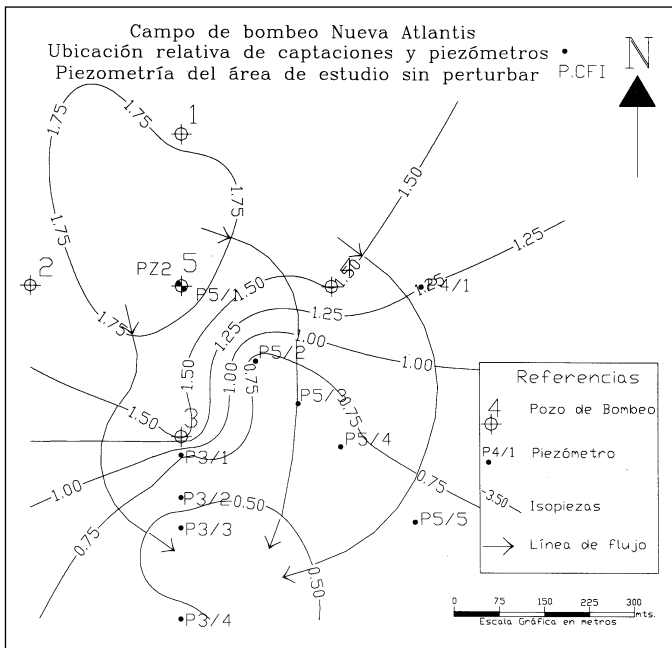 Campo de bombeo Nueva Atlantis
Ubicación relativa de captaciones y piezómetros
Piezometría del área de estudio sin perturbar
P.CFI
N
1
1.75
1.75
1.50
1.75
1.75
1.25
2
PZ2
5
P5/1
1.50
1.50
1.25
P4/1
1.75
1.25
1.25
1.00
P5/2
1.00
1.50
1.00
0.75
P5/3
0.75
1.50
3
P5/4
P3/1
1.00
0.75
P3/2
0.50
P3/3
P5/5
0.75
0.50
P3/4
Referencias
4
Pozo de Bombeo
P4/1
Piezómetro
3.50
Isopiezas
Línea de flujo
0 75 150 225 300
mts.
Escala Gráfica en metros